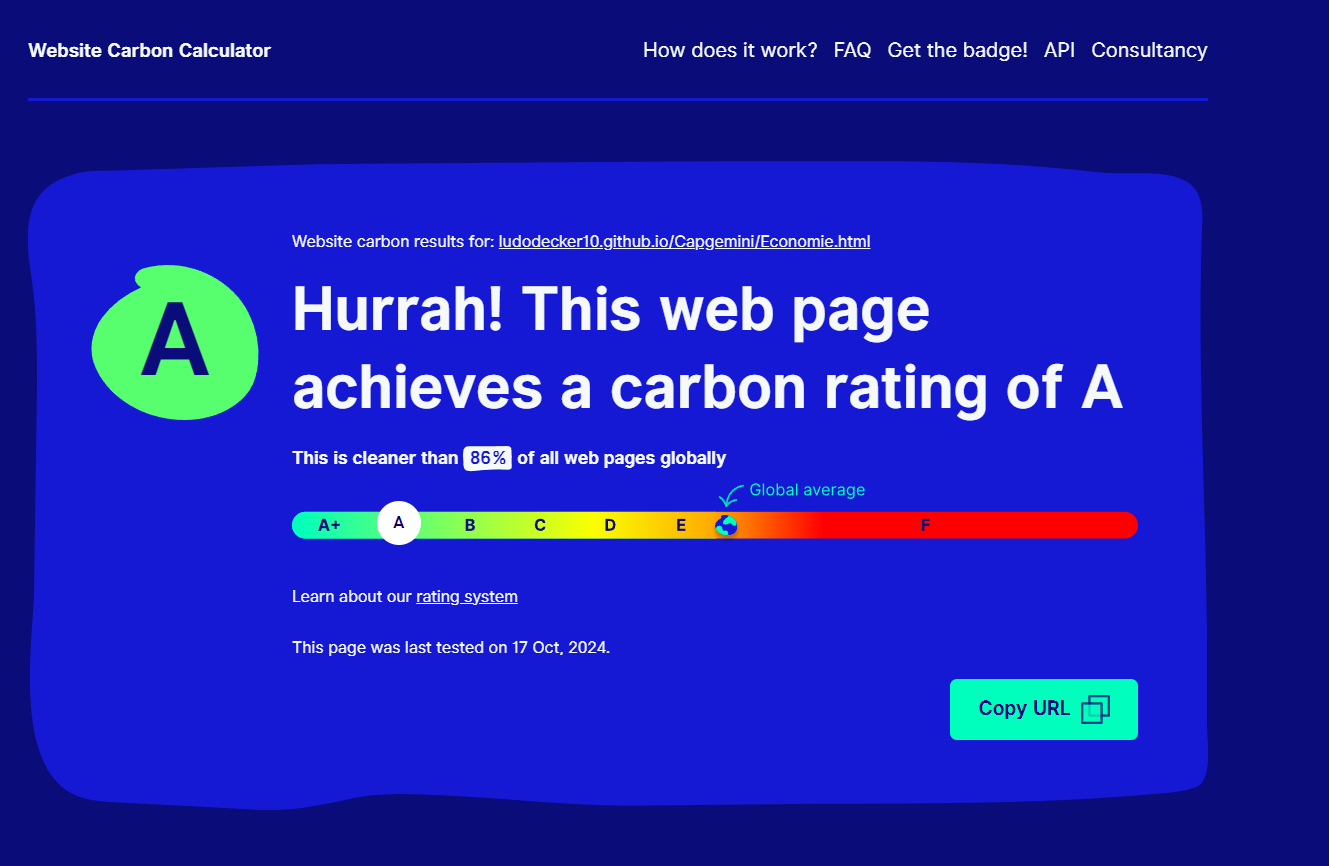 Website Carbon Calculator
How does it work? FAQ Get the badge! API Consultancy
Website carbon results for: ludodecker10.github.io/Capgemini/Economie.html
A
Hurrah! This web page
achieves a carbon rating of A
This is cleaner than 86% of all web pages globally
Global average
A+ A B C D E F
Learn about our rating system
This page was last tested on 17 Oct, 2024.
Copy URL